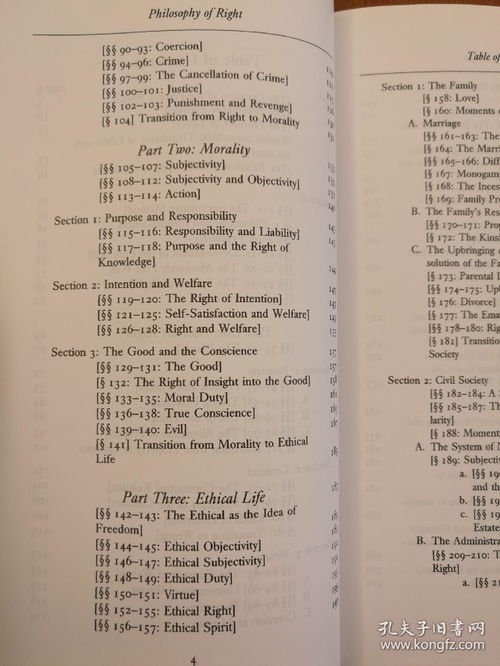 Philosophy of Right
[§§ 90–93: Coercion]
[§§ 94–96: Crime]
[§§ 97–99: The Cancellation of Crime]
[§§ 100–101: Justice]
[§§ 102–103: Punishment and Revenge]
[§ 104] Transition from Right to Morality
Part Two: Morality
[§§ 105–107: Subjectivity]
[§§ 108–112: Subjectivity and Objectivity]
[§§ 113–114: Action]
Section 1: Purpose and Responsibility
[§§ 115–116: Responsibility and Liability]
[§§ 117–118: Purpose and the Right of
Knowledge]
Section 2: Intention and Welfare
[§§ 119–120: The Right of Intention]
[§§ 121–125: Self-Satisfaction and Welfare]
[§§ 126–128: Right and Welfare]
Section 3: The Good and the Conscience
[§§ 129–131: The Good]
[§ 132: The Right of Insight into the Good]
[§§ 133–135: Moral Duty]
[§§ 136–138: True Conscience]
[§§ 139–140: Evil]
[§ 141] Transition from Morality to Ethical
Life
Part Three: Ethical Life
[§§ 142–143: The Ethical as the Idea of
Freedom]
[§§ 144–145: Ethical Objectivity]
[§§ 146–147: Ethical Subjectivity]
[§§ 148–149: Ethical Duty]
[§§ 150–151: Virtue]
[§§ 152–155: Ethical Right]
[§§ 156–157: Ethical Spirit]
4
Table of
Section 1: The Family
[§ 158: Love]
[§ 160: Moments
A. Marriage
[§§ 161–163: The
[§ 164: The Marri
[§§ 165–166: Diff
[§ 167: Monogamy
[§ 168: The Inces
[§ 169: Family Pro
B. The Family's Res
[§§ 170–171: Prop
[§ 172: The Kinsh
C. The Upbringing
solution of the Fa
[§ 173: Parental
[§§ 174–175: Upb
[§ 176: Divorce]
[§ 177: The Ema
[§§ 178–180: Rig
[§ 181] Transition
Society
Section 2: Civil Society
[§§ 182–184: A
[§§ 185–187: Th
larity]
[§ 188: Moments
A. The System of N
[§ 189: Subjectiv
a. [§§ 19
and th
b. [§§ 19
c. [§§ 19
Estate
B. The Administra
[§§ 209–210: T
Right]
a. [§§ 21
孔夫子旧书网